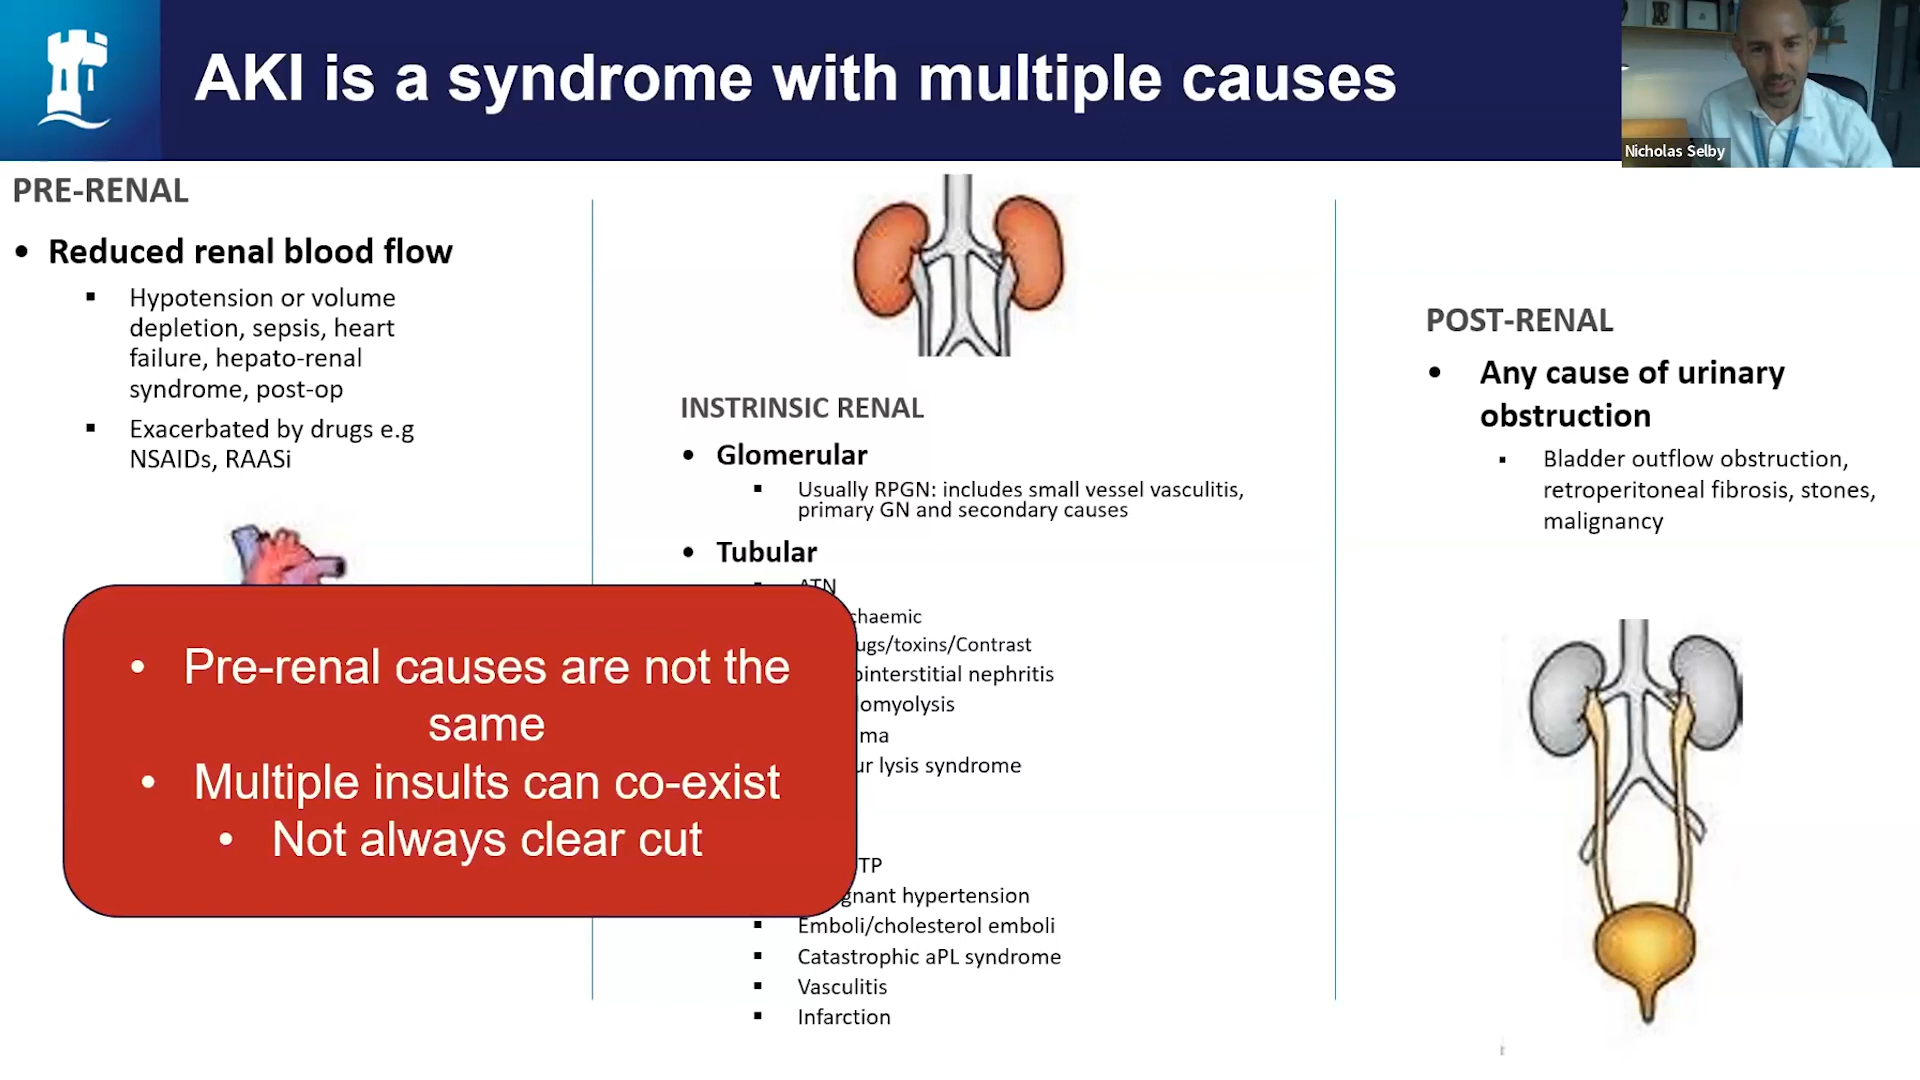 AKI is a syndrome with multiple causes
Nicholas Selby
PRE-RENAL
• Reduced renal blood flow
▪ Hypotension or volume
depletion, sepsis, heart
failure, hepato-renal
syndrome, post-op
▪ Exacerbated by drugs e.g
NSAIDs, RAASi
INSTRINSIC RENAL
• Glomerular
▪ Usually RPGN: includes small vessel vasculitis,
primary GN and secondary causes
• Tubular
▪ ATN
chaemic
ugs/toxins/Contrast
ointerstitial nephritis
lomyolysis
ma
ur lysis syndrome
TP
gnant hypertension
▪ Emboli/cholesterol emboli
▪ Catastrophic aPL syndrome
▪ Vasculitis
▪ Infarction
• Pre-renal causes are not the
same
• Multiple insults can co-exist
• Not always clear cut
POST-RENAL
• Any cause of urinary
obstruction
▪ Bladder outflow obstruction,
retroperitoneal fibrosis, stones,
malignancy